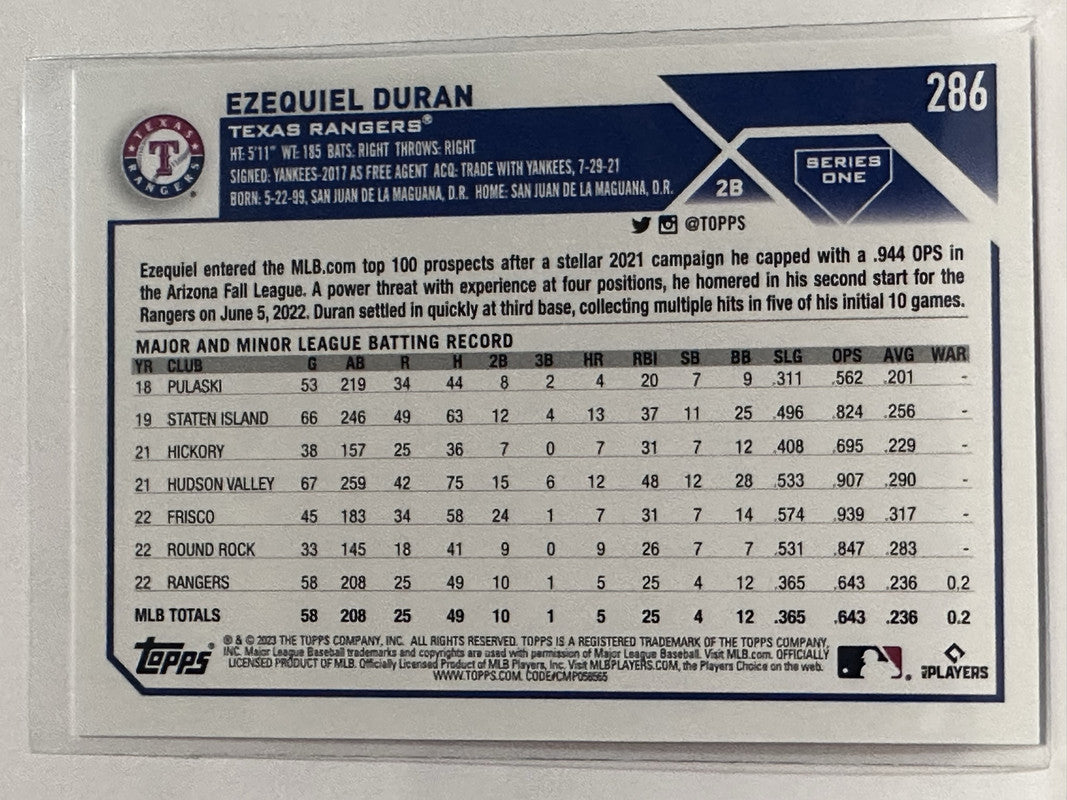 EZEQUIEL DURAN
286
TEXAS RANGERS®
HT: 5'11" WT: 185 BATS: RIGHT THROWS: RIGHT
SIGNED: YANKEES-2017 AS FREE AGENT ACQ: TRADE WITH YANKEES, 7-29-21
BORN: 5-22-99, SAN JUAN DE LA MAGUANA, D.R. HOME: SAN JUAN DE LA MAGUANA, D.R.
2B
SERIES
ONE
TEXAS
T
RANGERS
@TOPPS
Ezequiel entered the MLB.com top 100 prospects after a stellar 2021 campaign he capped with a .944 OPS in
the Arizona Fall League. A power threat with experience at four positions, he homered in his second start for the
Rangers on June 5, 2022. Duran settled in quickly at third base, collecting multiple hits in five of his initial 10 games.
MAJOR AND MINOR LEAGUE BATTING RECORD
YR CLUB G AB R H 2B 3B HR RBI SB BB SLG OPS AVG WAR
18 PULASKI 53 219 34 44 8 2 4 20 7 9 .311 .562 .201 -
19 STATEN ISLAND 66 246 49 63 12 4 13 37 11 25 .496 .824 .256 -
21 HICKORY 38 157 25 36 7 0 7 31 7 12 .408 .695 .229 -
21 HUDSON VALLEY 67 259 42 75 15 6 12 48 12 28 .533 .907 .290 -
22 FRISCO 45 183 34 58 24 1 7 31 7 14 .574 .939 .317 -
22 ROUND ROCK 33 145 18 41 9 0 9 26 7 7 .531 .847 .283 -
22 RANGERS 58 208 25 49 10 1 5 25 4 12 .365 .643 .236 0.2
MLB TOTALS 58 208 25 49 10 1 5 25 4 12 .365 .643 .236 0.2
Topps®
® & © 2023 THE TOPPS COMPANY, INC. ALL RIGHTS RESERVED. TOPPS IS A REGISTERED TRADEMARK OF THE TOPPS COMPANY,
INC. Major League Baseball trademarks and copyrights are used with permission of Major League Baseball. Visit MLB.com. OFFICIALLY
LICENSED PRODUCT OF MLB. Officially Licensed Product of MLB Players, Inc. Visit MLBPLAYERS.COM, the Players Choice on the web.
WWW.TOPPS.COM. CODE#CMP056565
MLBPLAYERS